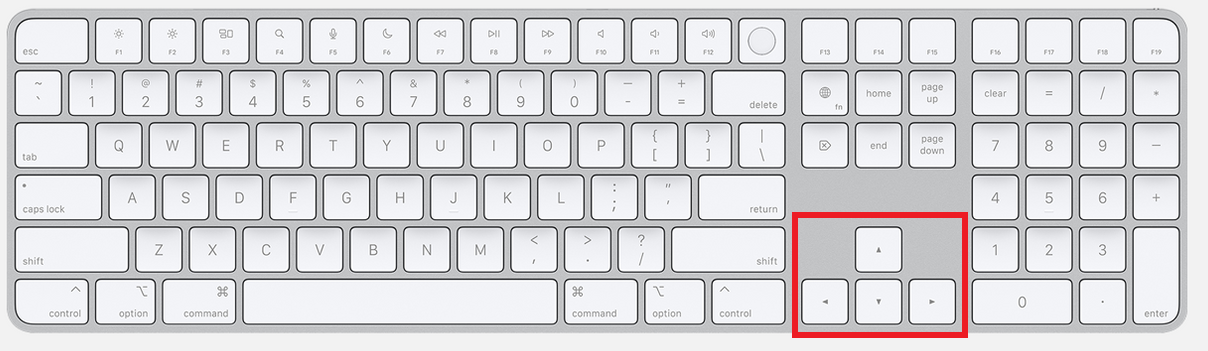 esc F1 F2 F3 F4 F5 F6 F7 F8 F9 F10 F11 F12 F13 F14 F15 F16 F17 F18 F19
~ ! @ # $ % ^ & * ( ) — +
` 1 2 3 4 5 6 7 8 9 0 - = delete fn home page up clear = / *
tab Q W E R T Y U I O P { [ } ] | \ end page down 7 8 9 −
caps lock A S D F G H J K L : ; " ' return 4 5 6 +
shift Z X C V B N M < , > . ? / shift 1 2 3
control option command command option control 0 . enter